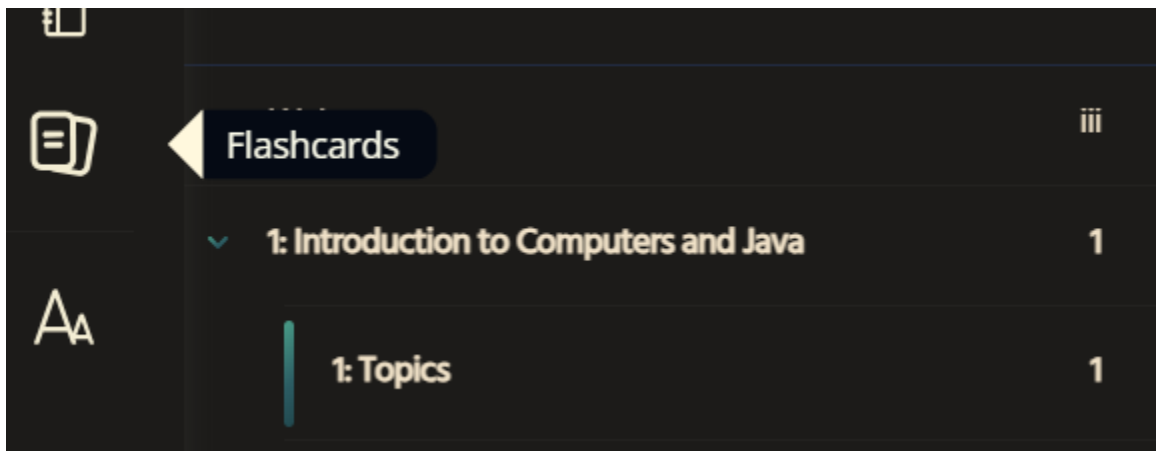 iii
Flashcards
1: Introduction to Computers and Java 1
1: Topics 1